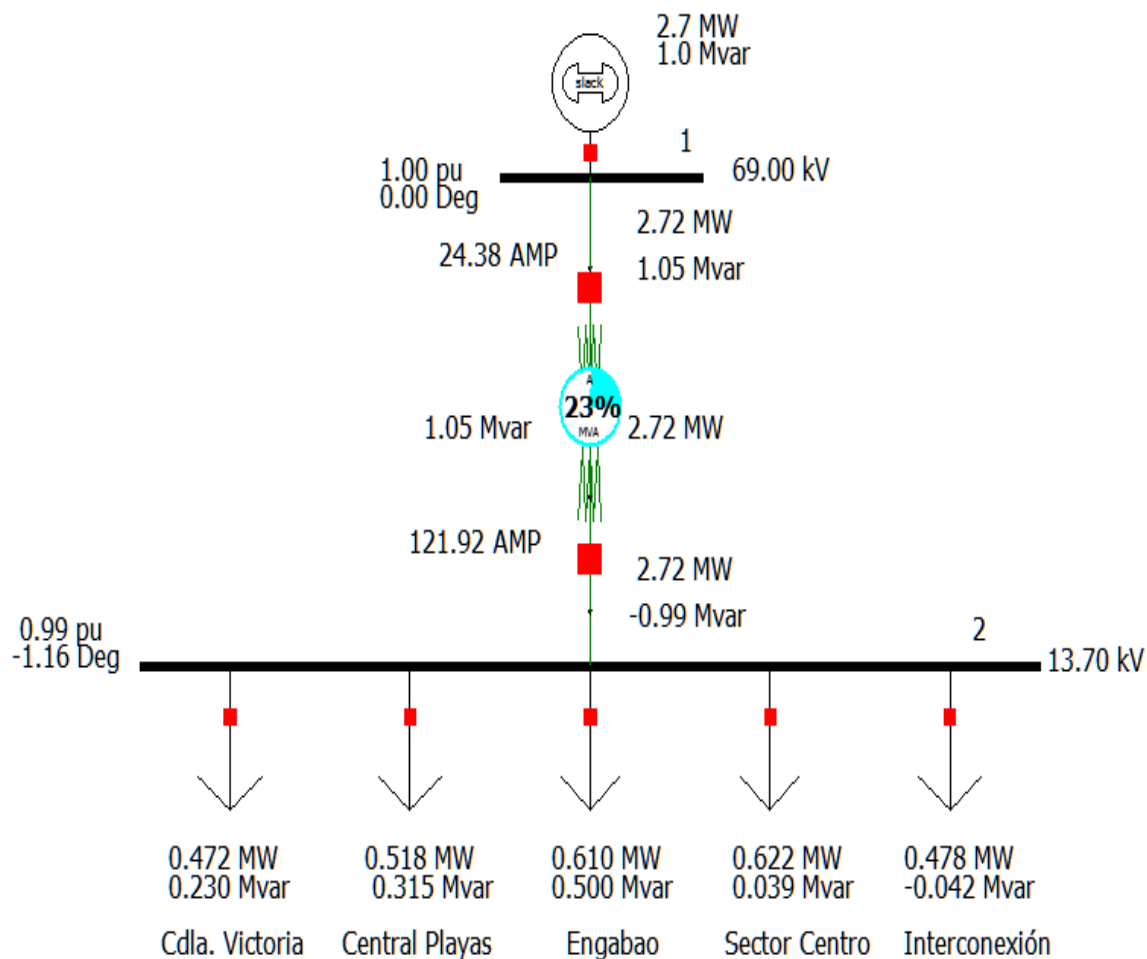 2.7 MW
1.0 Mvar
slack
1
1.00 pu
69.00 kV
0.00 Deg
2.72 MW
24.38 AMP
1.05 Mvar
A
23%
MVA
1.05 Mvar
2.72 MW
121.92 AMP
2.72 MW
-0.99 Mvar
0.99 pu
2
-1.16 Deg
13.70 kV
0.472 MW
0.230 Mvar
Cdla. Victoria
0.518 MW
0.315 Mvar
Central Playas
0.610 MW
0.500 Mvar
Engabao
0.622 MW
0.039 Mvar
Sector Centro
0.478 MW
-0.042 Mvar
Interconexión